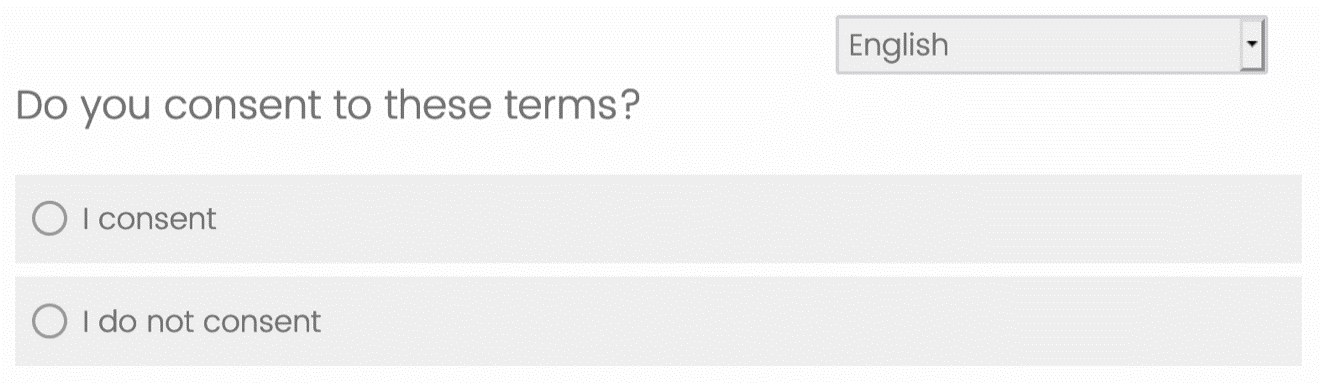 English
Do you consent to these terms?
I consent
I do not consent